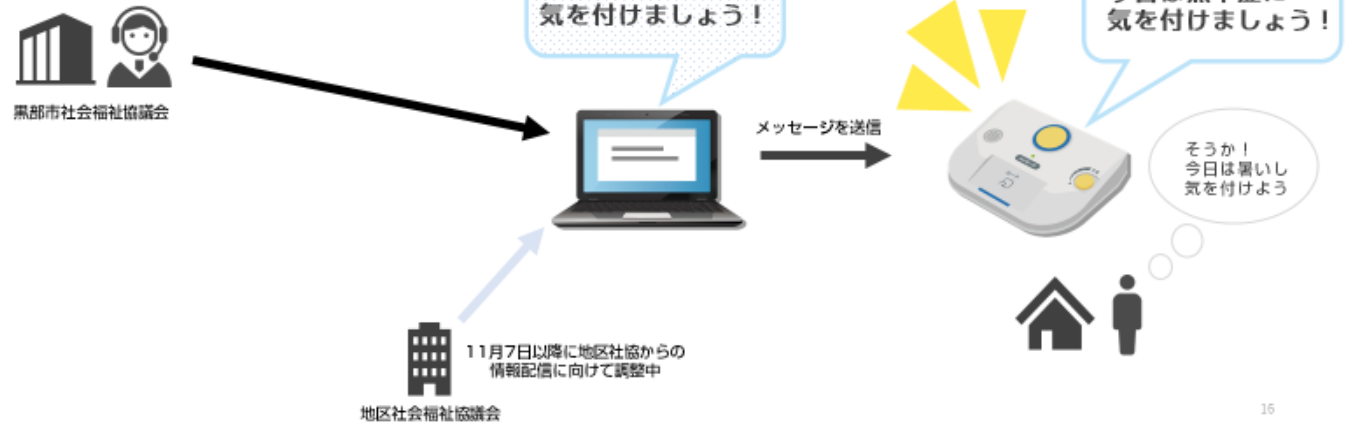 気を付けましょう！
気を付けましょう！
黒部市社会福祉協議会
メッセージを送信
そうか！
今日は暑いし
気を付けよう
11月7日以降に地区社協からの
情報配信に向けて調整中
地区社会福祉協議会
16